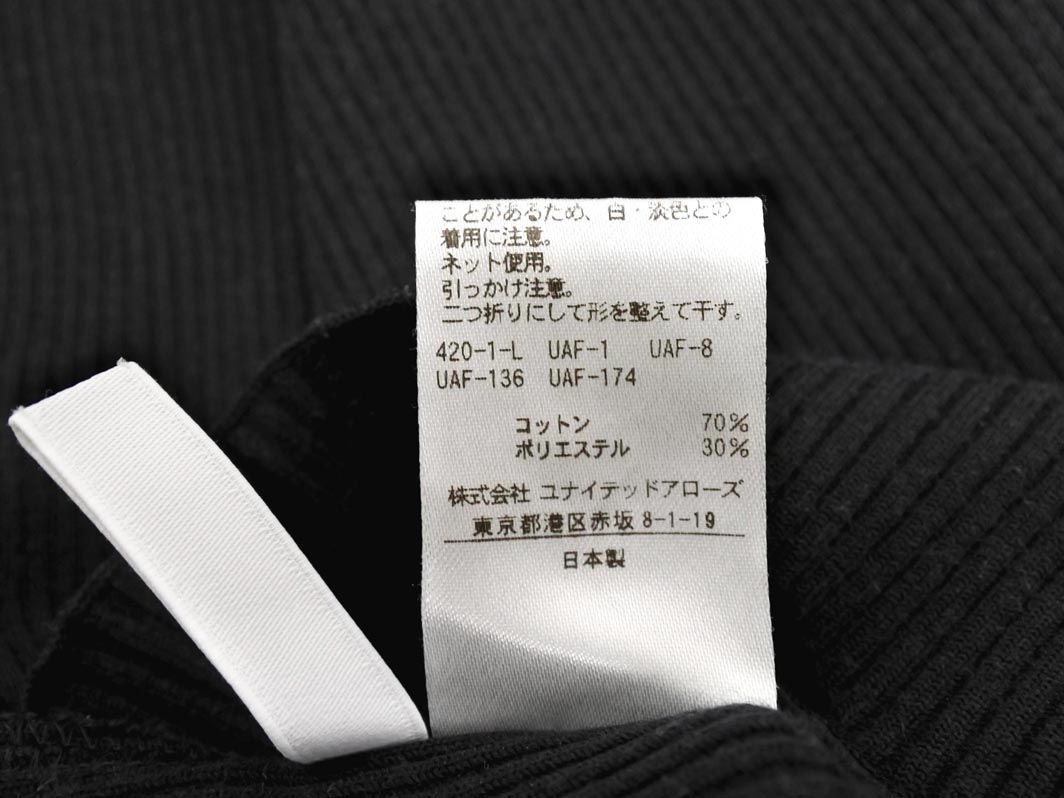 ことがあるため、白・淡色との
着用に注意。
ネット使用。
引っかけ注意。
二つ折りにして形を整えて干す。
420-1-L UAF-1 UAF-8
UAF-136 UAF-174
コットン 70%
ポリエステル 30%
株式会社 ユナイテッドアローズ
東京都港区赤坂8-1-19
日本製